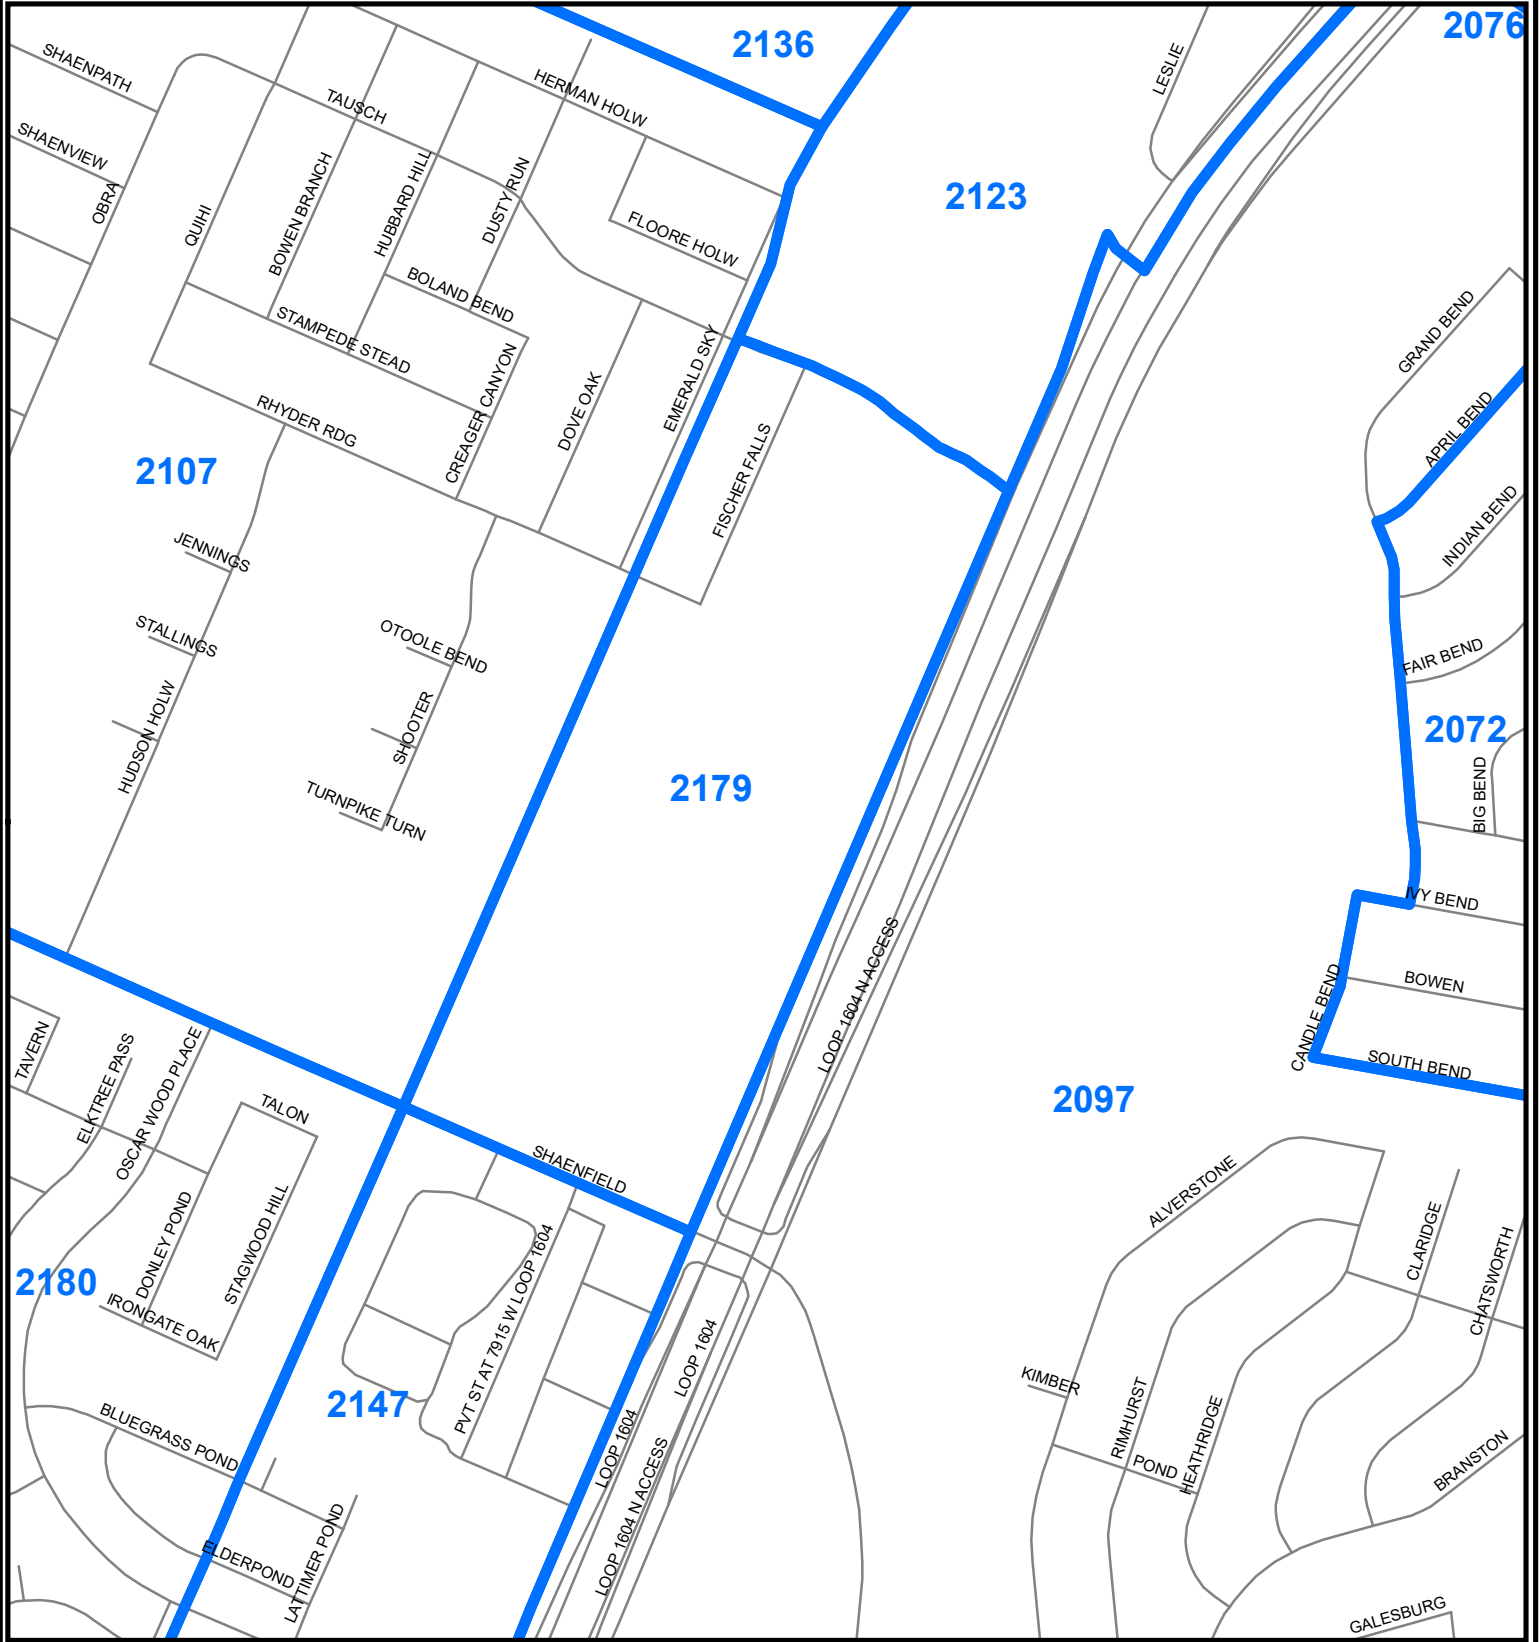 2136
2076
SHAENPATH
HERMAN HOLW
LESLIE
TAUSCH
SHAENVIEW
OBRA
QUIHI
BOWEN BRANCH
HUBBARD HILL
DUSTY RUN
2123
FLOORE HOLW
BOLAND BEND
STAMPEDE STEAD
GRAND BEND
EMERALD SKY
CREAGER CANYON
DOVE OAK
RHYDER RDG
APRIL BEND
2107
FISCHER FALLS
INDIAN BEND
JENNINGS
STALLINGS
OTOOLE BEND
FAIR BEND
HUDSON HOLW
SHOOTER
2072
2179
BIG BEND
TURNPIKE TURN
IVY BEND
LOOP 1604 N ACCESS
BOWEN
CANDLE BEND
TAVERN
ELKTREE PASS
OSCAR WOOD PLACE
SOUTH BEND
2097
TALON
SHAENFIELD
ALVERSTONE
DONLEY POND
STAGWOOD HILL
CLARIDGE
2180
CHATSWORTH
IRONGATE OAK
PVT ST AT 7915 W LOOP 1604
LOOP 1604
KIMBER
2147
RIMHURST
BLUEGRASS POND
LOOP 1604
HEATHRIDGE
POND
BRANSTON
LOOP 1604 N ACCESS
ELDERPOND
LATTIMER POND
GALESBURG